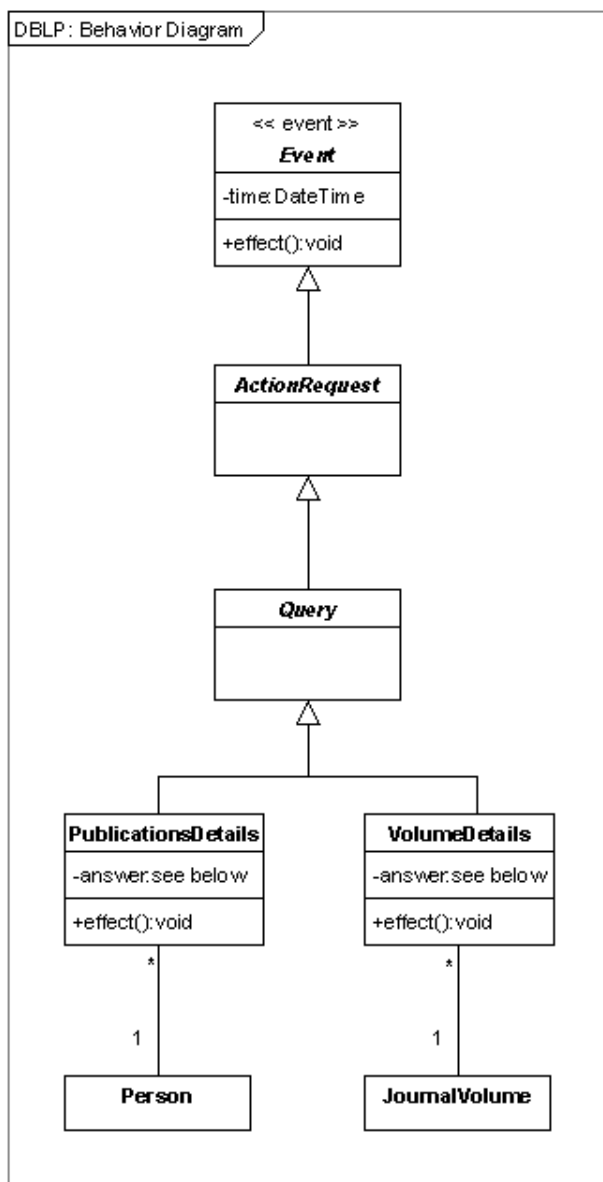 DBLP: Behavior Diagram
<< event >>
Event
-time:DateTime
+effect():void
ActionRequest
Query
PublicationsDetails
-answer:see below
+effect():void
VolumeDetails
-answer:see below
+effect():void
*
*
1
1
Person
JournalVolume